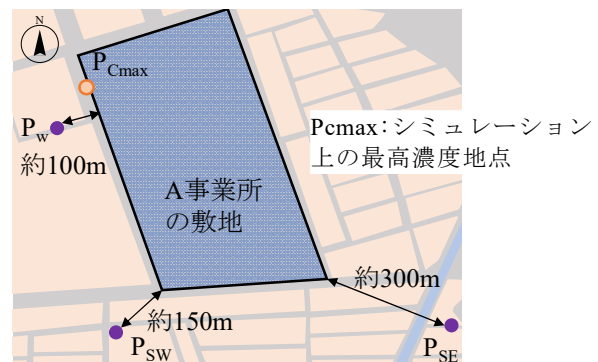 N
P_Cmax
P_w
約100m
Pcmax：シミュレーション
上の最高濃度地点
A事業所
の敷地
約300m
約150m
P_SW
P_SE